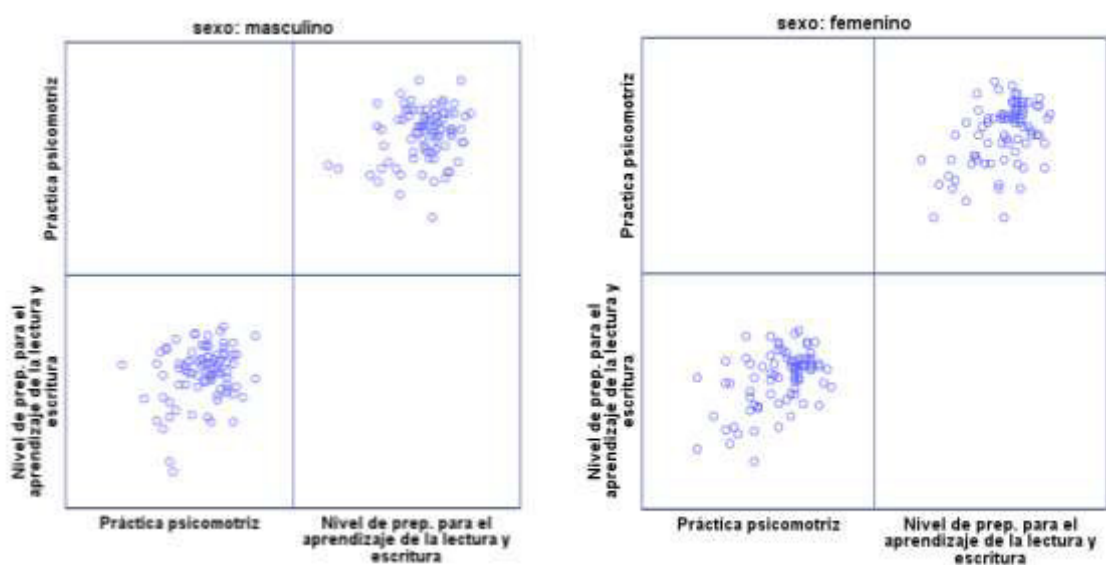 sexo: masculino
Práctica psicomotriz
Nivel de prep. para el
aprendizaje de la lectura y
escritura
Práctica psicomotriz
Nivel de prep. para el
aprendizaje de la lectura y
escritura
sexo: femenino
Práctica psicomotriz
Nivel de prep. para el
aprendizaje de la lectura y
escritura
Práctica psicomotriz
Nivel de prep. para el
aprendizaje de la lectura y
escritura